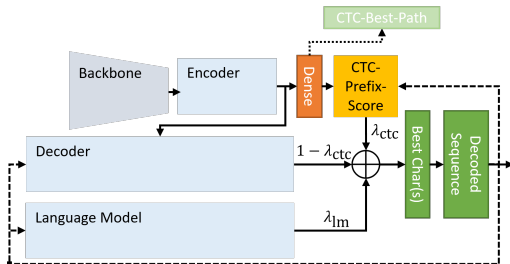 CTC-Best-Path
Backbone
Encoder
Dense
CTC-
Prefix-
Score
λctc
Decoder
1 − λctc
Best Char(s)
Decoded
Sequence
Language Model
λlm